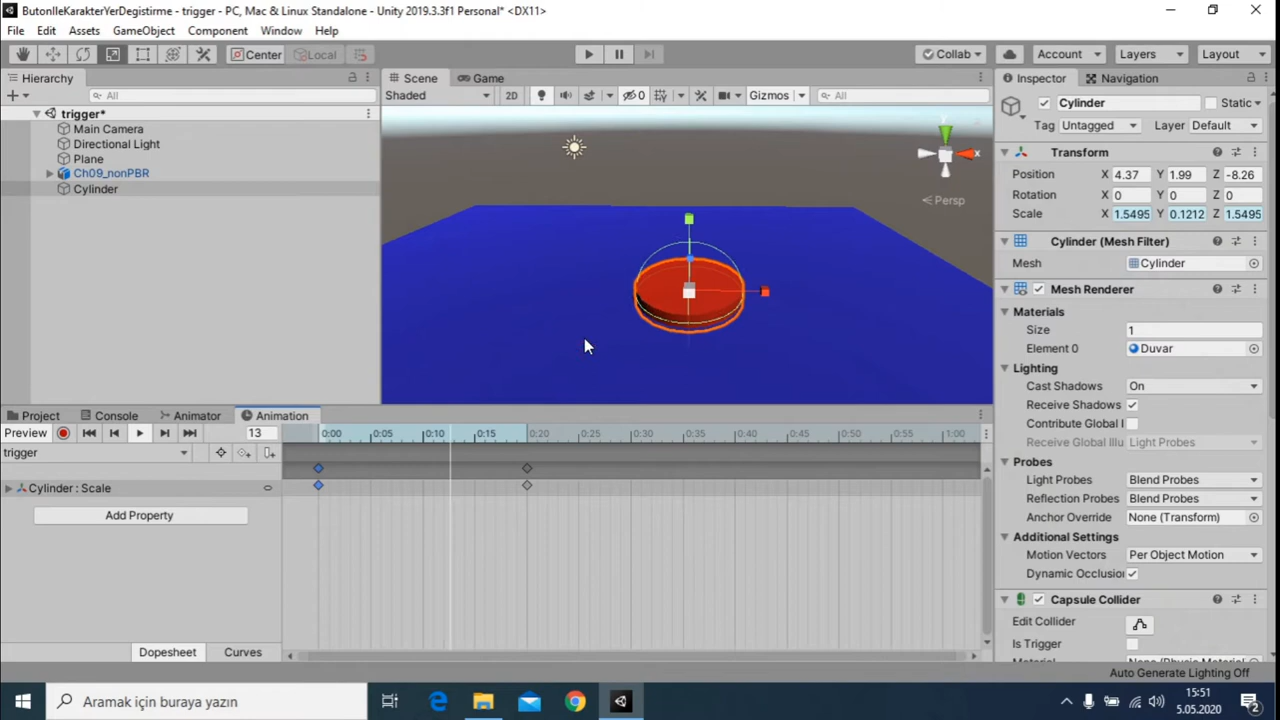 ButonIleKarakterYerDegistirme - trigger - PC, Mac & Linux Standalone - Unity 2019.3.3f1 Personal* <DX11>
File Edit Assets GameObject Component Window Help
Center Local Collab Account Layers Layout
Hierarchy
All
trigger*
Main Camera
Directional Light
Plane
Ch09_nonPBR
Cylinder
Scene Game
Shaded 2D 0 Gizmos All
y
x
Persp
Inspector Navigation
Cylinder Static
Tag Untagged Layer Default
Transform
Position X 4.37 Y 1.99 Z -8.26
Rotation X 0 Y 0 Z 0
Scale X 1.5495 Y 0.1212 Z 1.5495
Cylinder (Mesh Filter)
Mesh Cylinder
Mesh Renderer
Materials
Size 1
Element 0 Duvar
Lighting
Cast Shadows On
Receive Shadows
Contribute Global I
Receive Global Illu Light Probes
Probes
Light Probes Blend Probes
Reflection Probes Blend Probes
Anchor Override None (Transform)
Additional Settings
Motion Vectors Per Object Motion
Dynamic Occlusion
Capsule Collider
Edit Collider
Is Trigger
Material None (Physic Material)
Project Console Animator Animation
Preview 13 0:00 0:05 0:10 0:15 0:20 0:25 0:30 0:35 0:40 0:45 0:50 0:55 1:00
trigger
Cylinder : Scale
Add Property
Dopesheet Curves
Auto Generate Lighting Off
Aramak için buraya yazın
15:51
5.05.2020
2